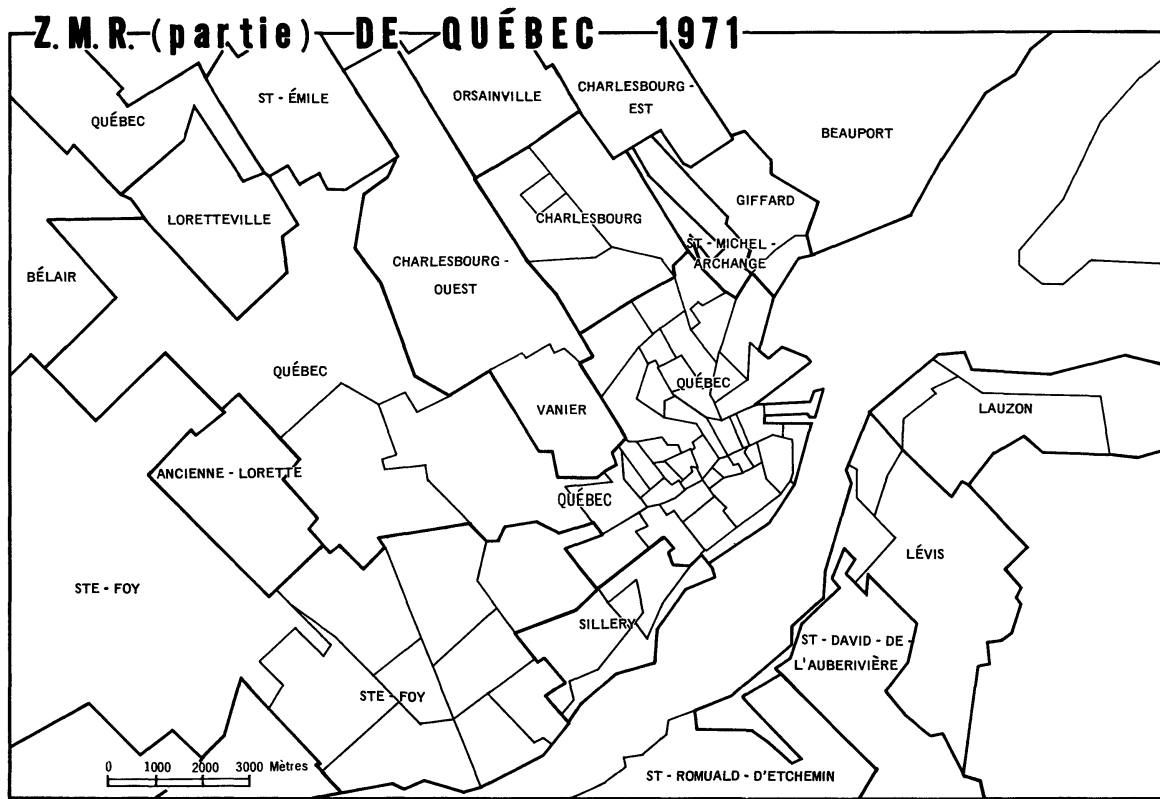 Z. M. R. (partie) DE QUÉBEC 1971
ST - ÉMILE
ORSAINVILLE
CHARLESBOURG -
EST
QUÉBEC
BEAUPORT
LORETTEVILLE
CHARLESBOURG
GIFFARD
ST - MICHEL -
ARCHANGE
BÉLAIR
CHARLESBOURG -
OUEST
QUÉBEC
QUÉBEC
VANIER
LAUZON
ANCIENNE - LORETTE
QUÉBEC
LÉVIS
STE - FOY
SILLERY
ST - DAVID - DE -
L'AUBERIVIÈRE
STE - FOY
0 1000 2000 3000 Mètres
ST - ROMUALD - D'ETCHEMIN